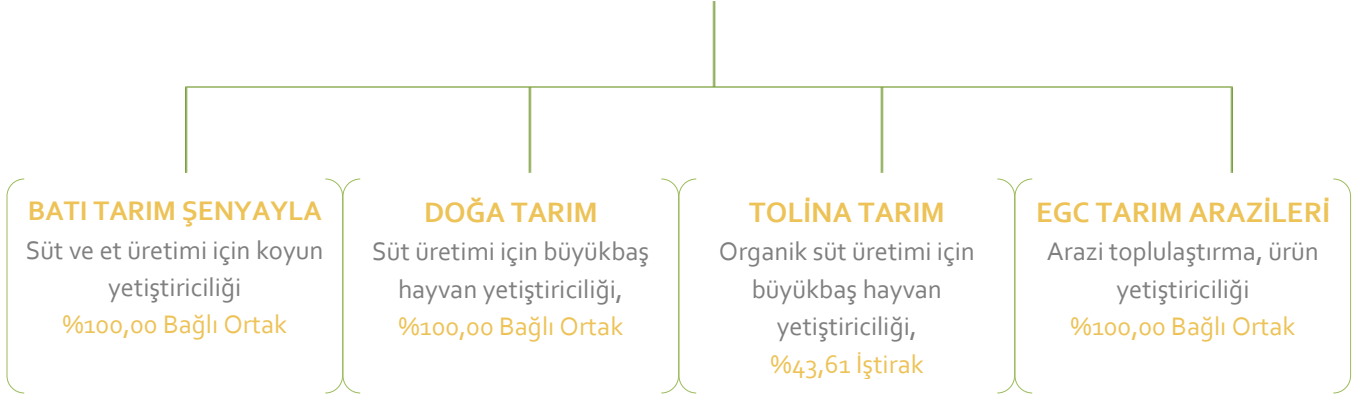 BATI TARIM ŞENYAYLA
Süt ve et üretimi için koyun
yetiştiriciliği
%100,00 Bağlı Ortak
DOĞA TARIM
Süt üretimi için büyükbaş
hayvan yetiştiriciliği,
%100,00 Bağlı Ortak
TOLİNA TARIM
Organik süt üretimi için
büyükbaş hayvan
yetiştiriciliği,
%43,61 İştirak
EGC TARIM ARAZİLERİ
Arazi toplulaştırma, ürün
yetiştiriciliği
%100,00 Bağlı Ortak